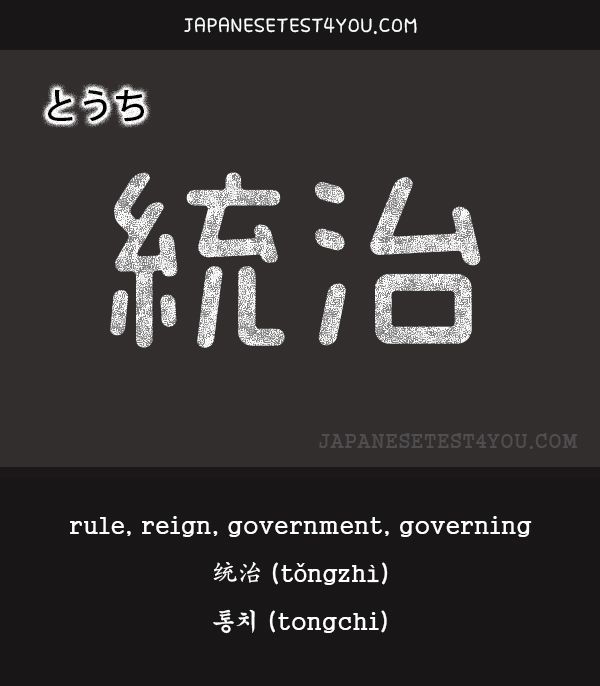 JAPANESETEST4YOU.COM
とうち
統治
JAPANESETEST4YOU.COM
rule, reign, government, governing
统治 (tǒngzhì)
통치 (tongchi)